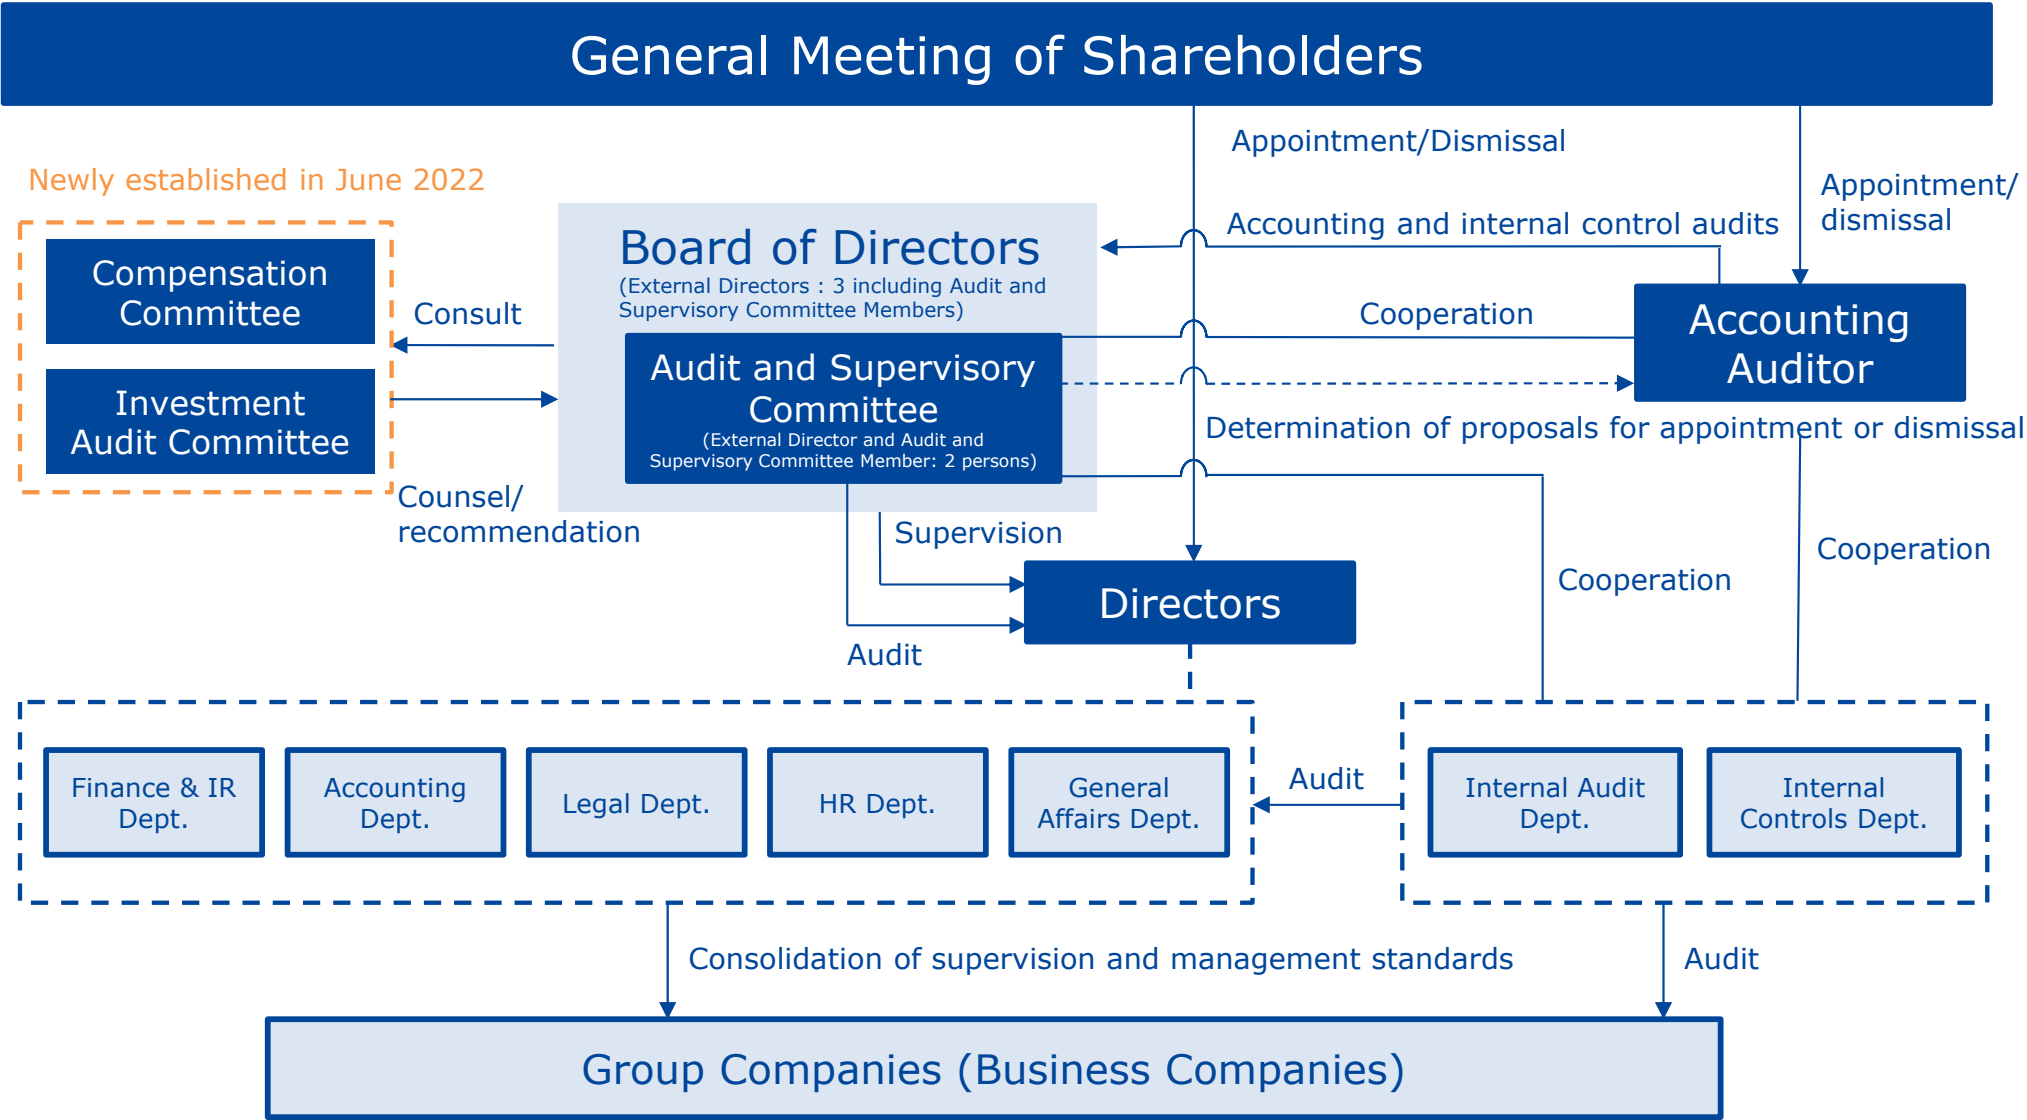 General Meeting of Shareholders
Appointment/Dismissal
Newly established in June 2022
Appointment/
dismissal
Accounting and internal control audits
Board of Directors
(External Directors : 3 including Audit and
Supervisory Committee Members)
Compensation
Committee
Consult
Cooperation
Accounting
Auditor
Audit and Supervisory
Committee
(External Director and Audit and
Supervisory Committee Member: 2 persons)
Investment
Audit Committee
Determination of proposals for appointment or dismissal
Counsel/
recommendation
Supervision
Cooperation
Cooperation
Directors
Audit
Finance & IR
Dept.
Accounting
Dept.
Legal Dept.
HR Dept.
General
Affairs Dept.
Audit
Internal Audit
Dept.
Internal
Controls Dept.
Consolidation of supervision and management standards
Audit
Group Companies (Business Companies)